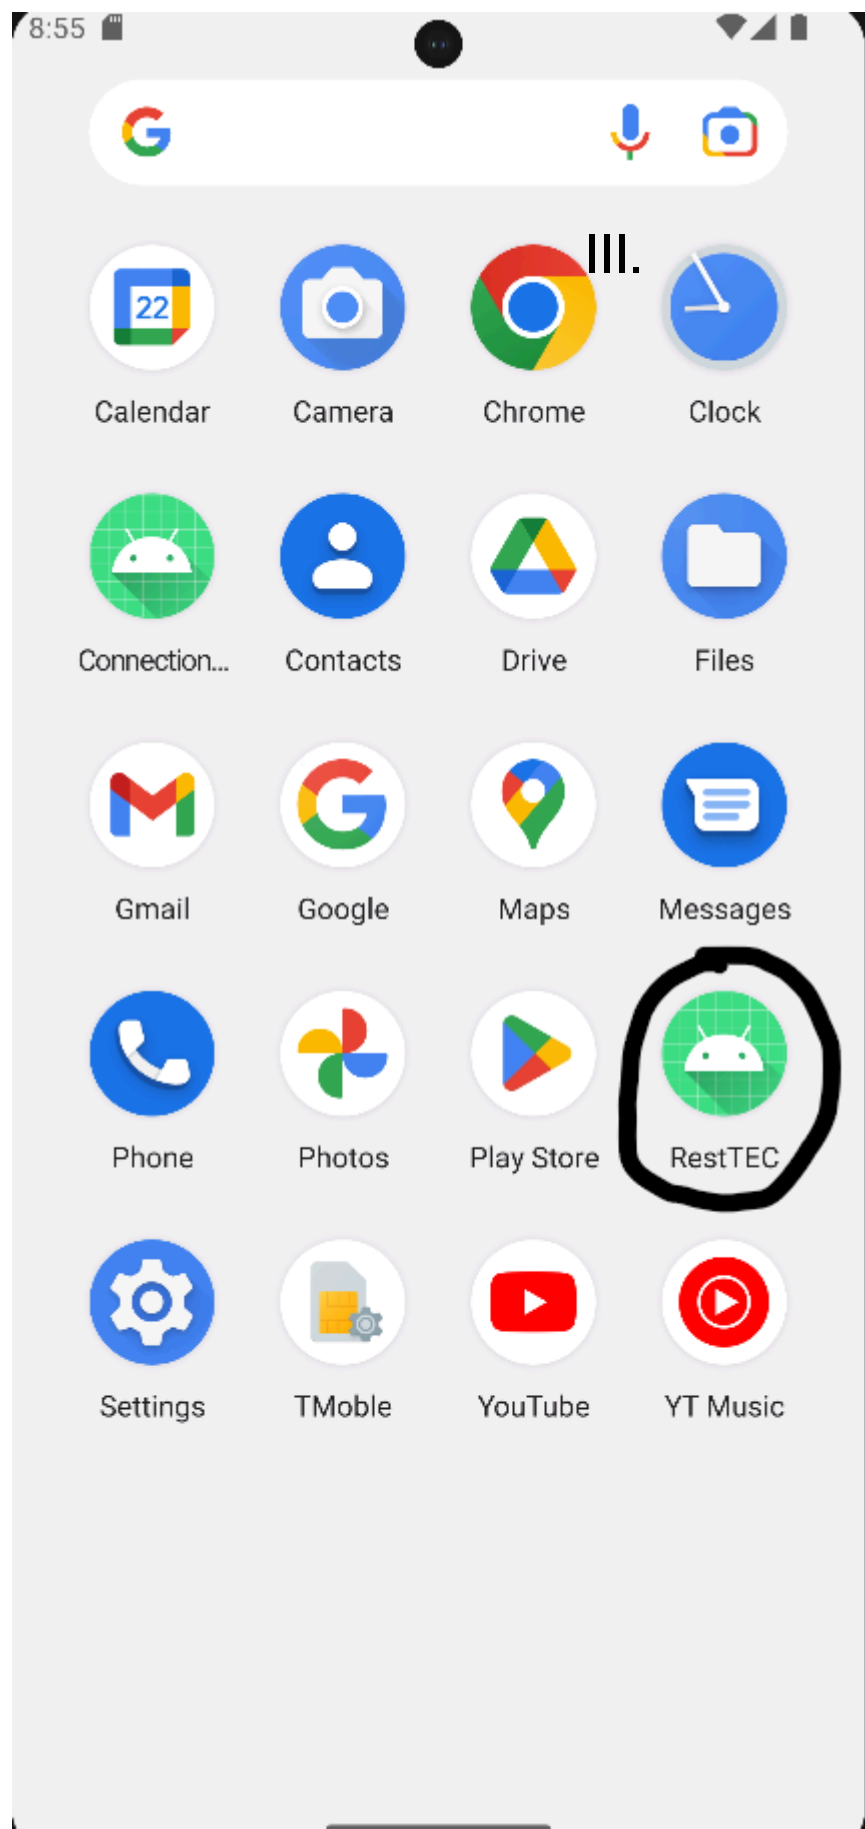 8:55
III.
22
Calendar Camera Chrome Clock
Connection... Contacts Drive Files
Gmail Google Maps Messages
Phone Photos Play Store RestTEC
Settings TMoble YouTube YT Music